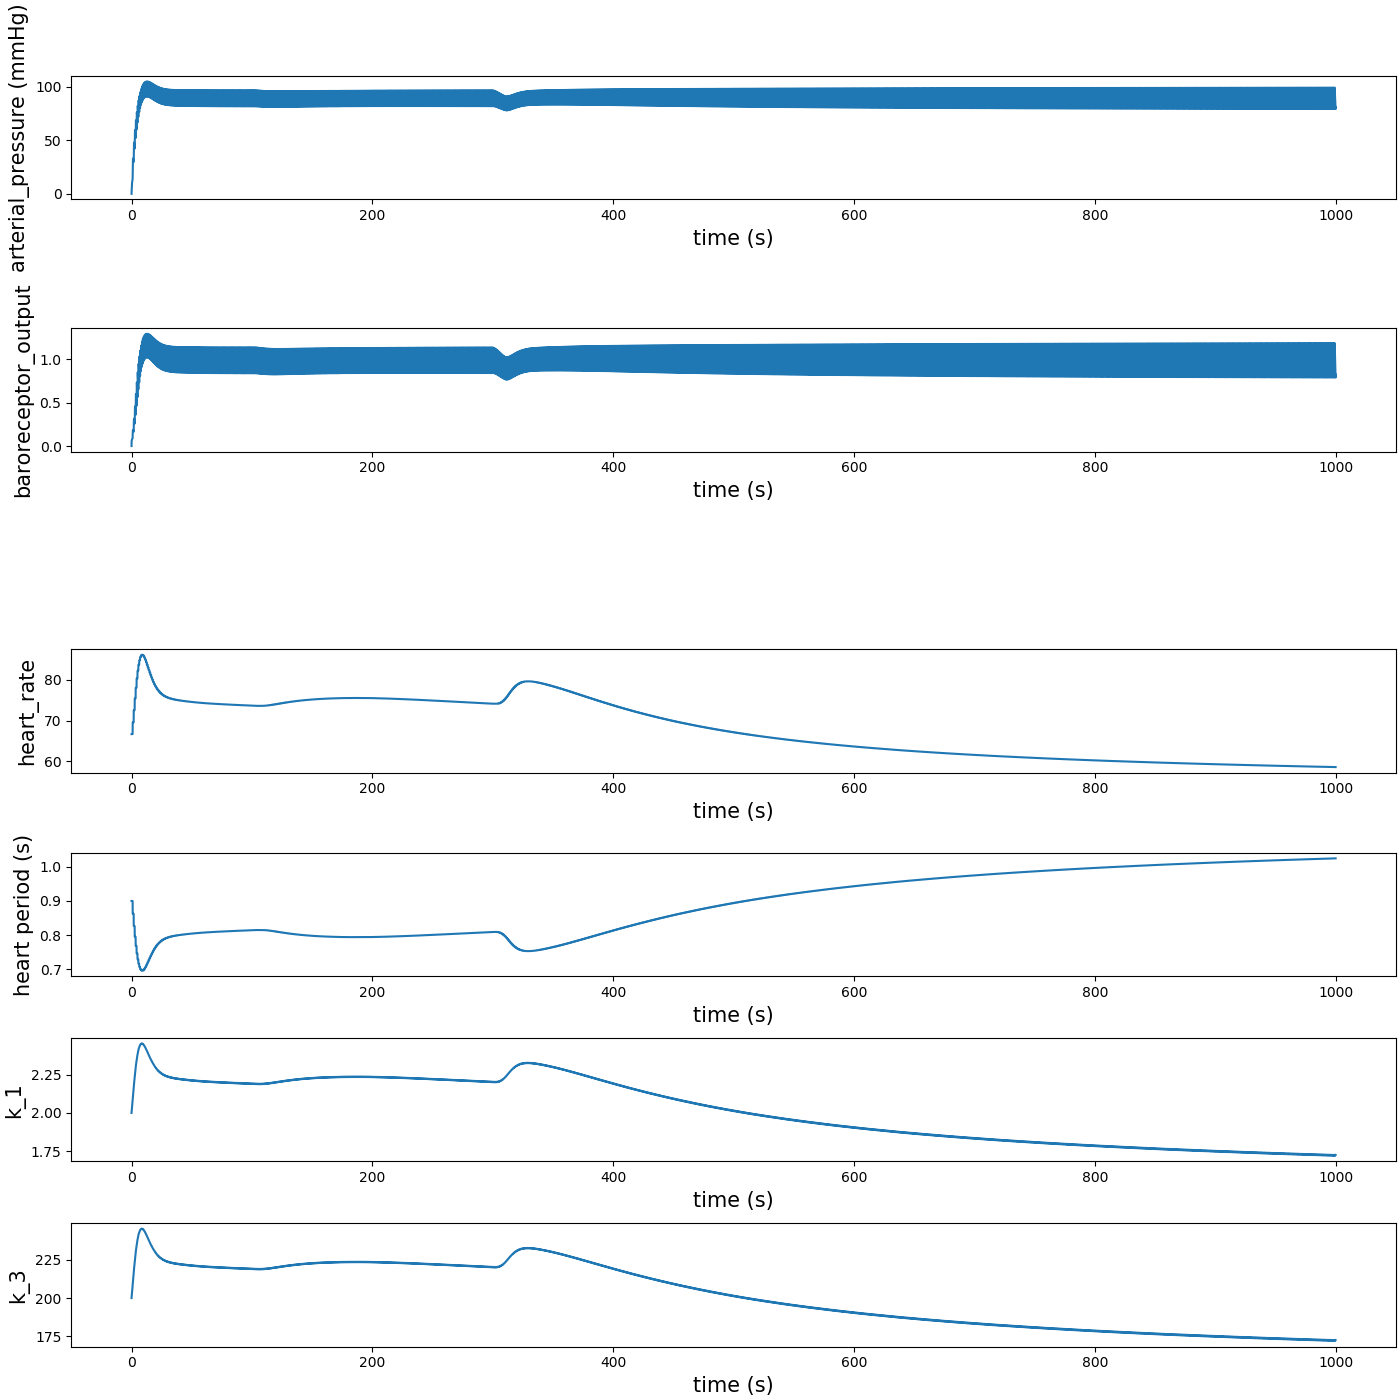 arterial_pressure (mmHg)
100
50
0
0 200 400 600 800 1000
time (s)
baroreceptor_output
1.0
0.5
0.0
0 200 400 600 800 1000
time (s)
heart_rate
80
70
60
0 200 400 600 800 1000
time (s)
heart period (s)
1.0
0.9
0.8
0.7
0 200 400 600 800 1000
time (s)
k_1
2.25
2.00
1.75
0 200 400 600 800 1000
time (s)
k_3
225
200
175
0 200 400 600 800 1000
time (s)